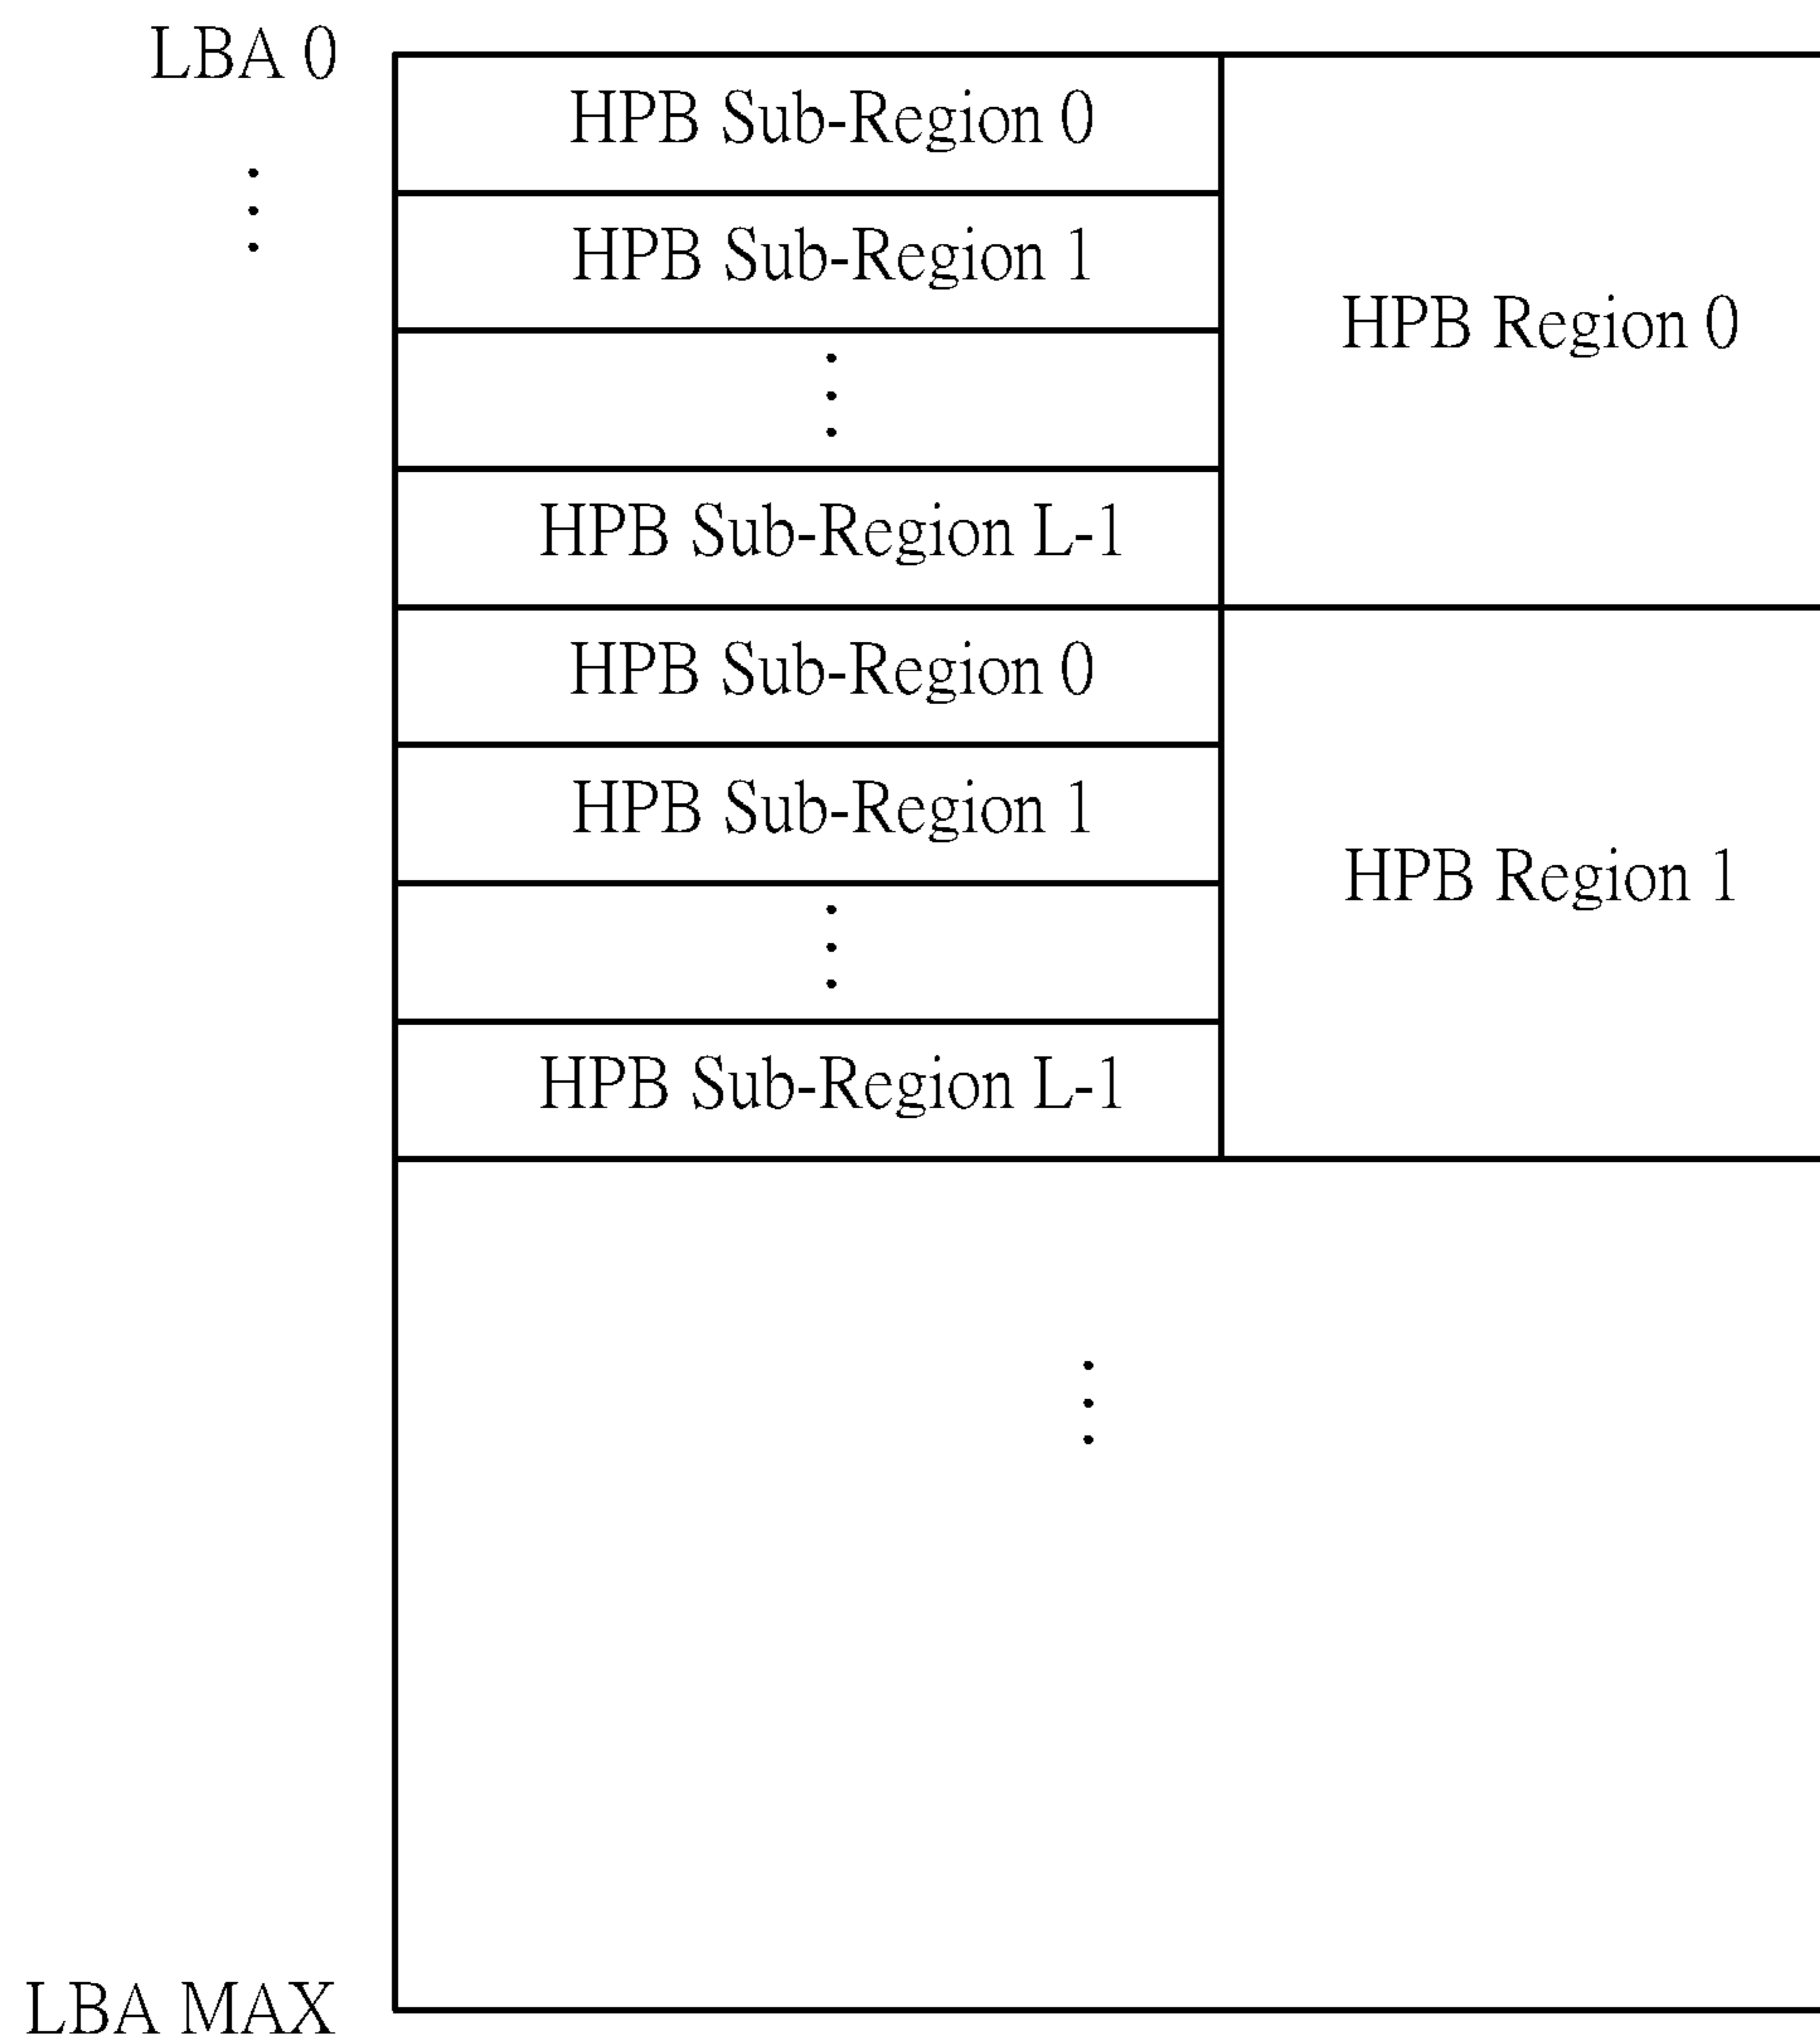 LBA 0
HPB Sub-Region 0
HPB Sub-Region 1
HPB Sub-Region L-1
HPB Region 0
HPB Sub-Region 0
HPB Sub-Region 1
HPB Sub-Region L-1
HPB Region 1
LBA MAX